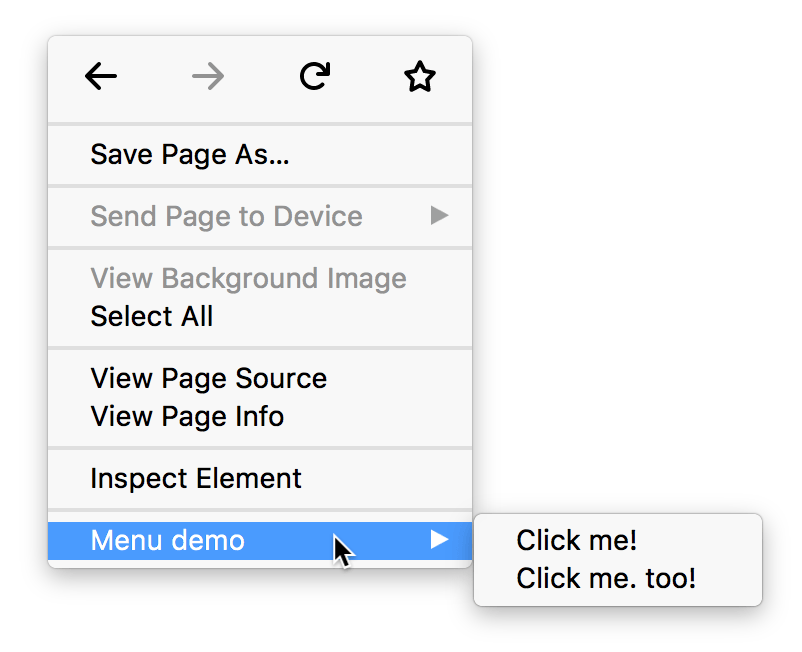 Save Page As...
Send Page to Device
View Background Image
Select All
View Page Source
View Page Info
Inspect Element
Menu demo
Click me!
Click me. too!